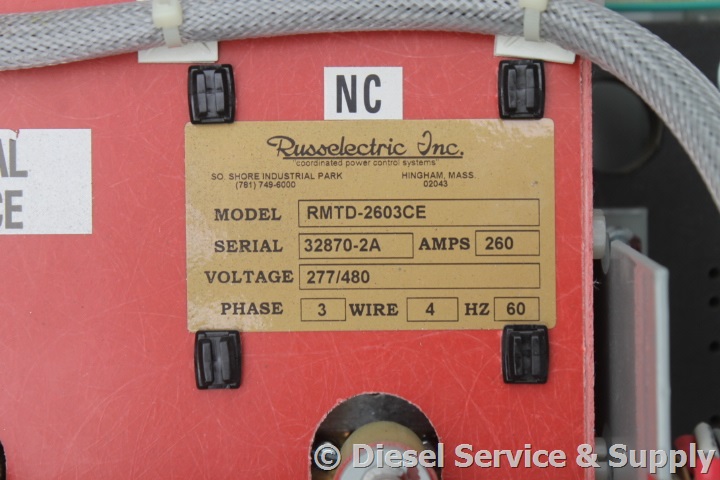 NC
AL
CE
Russelectric Inc.
"coordinated power control systems"
SO. SHORE INDUSTRIAL PARK HINGHAM, MASS.
(781) 749-6000 02043
MODEL RMTD-2603CE
SERIAL 32870-2A AMPS 260
VOLTAGE 277/480
PHASE 3 WIRE 4 HZ 60
© Diesel Service & Supply